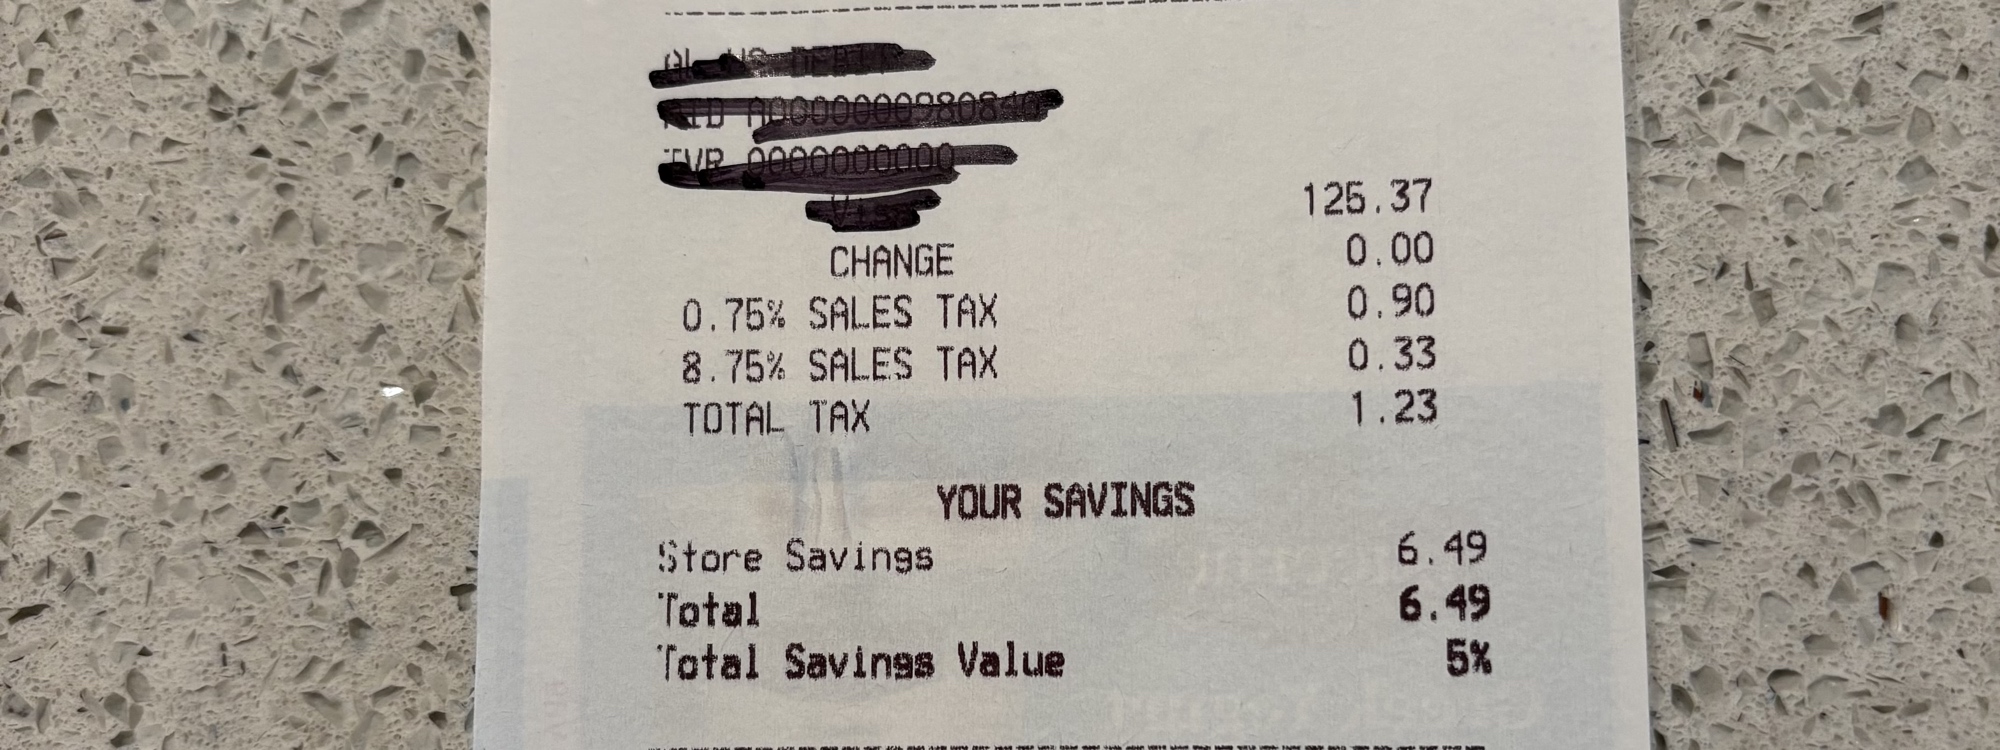 125.37
CHANGE 0.00
0.75% SALES TAX 0.90
8.75% SALES TAX 0.33
TOTAL TAX 1.23
YOUR SAVINGS
Store Savings 6.49
Total 6.49
Total Savings Value 5%